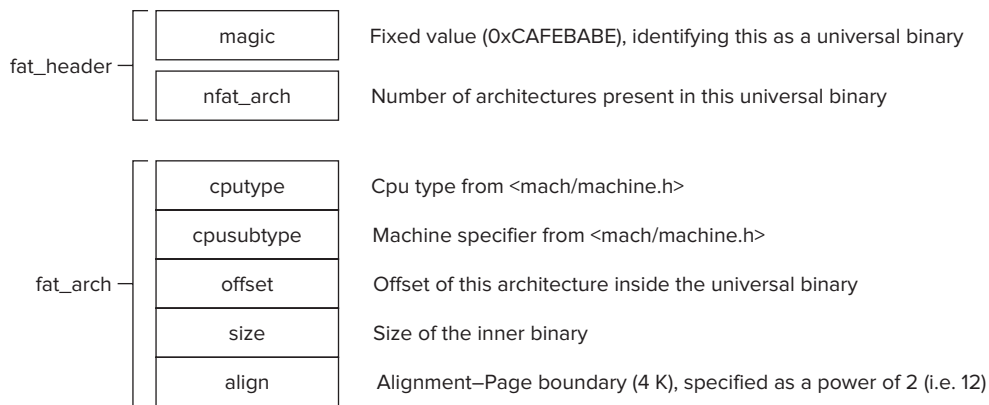 fat_header
magic Fixed value (0xCAFEBABE), identifying this as a universal binary
nfat_arch Number of architectures present in this universal binary
fat_arch
cputype Cpu type from <mach/machine.h>
cpusubtype Machine specifier from <mach/machine.h>
offset Offset of this architecture inside the universal binary
size Size of the inner binary
align Alignment–Page boundary (4 K), specified as a power of 2 (i.e. 12)